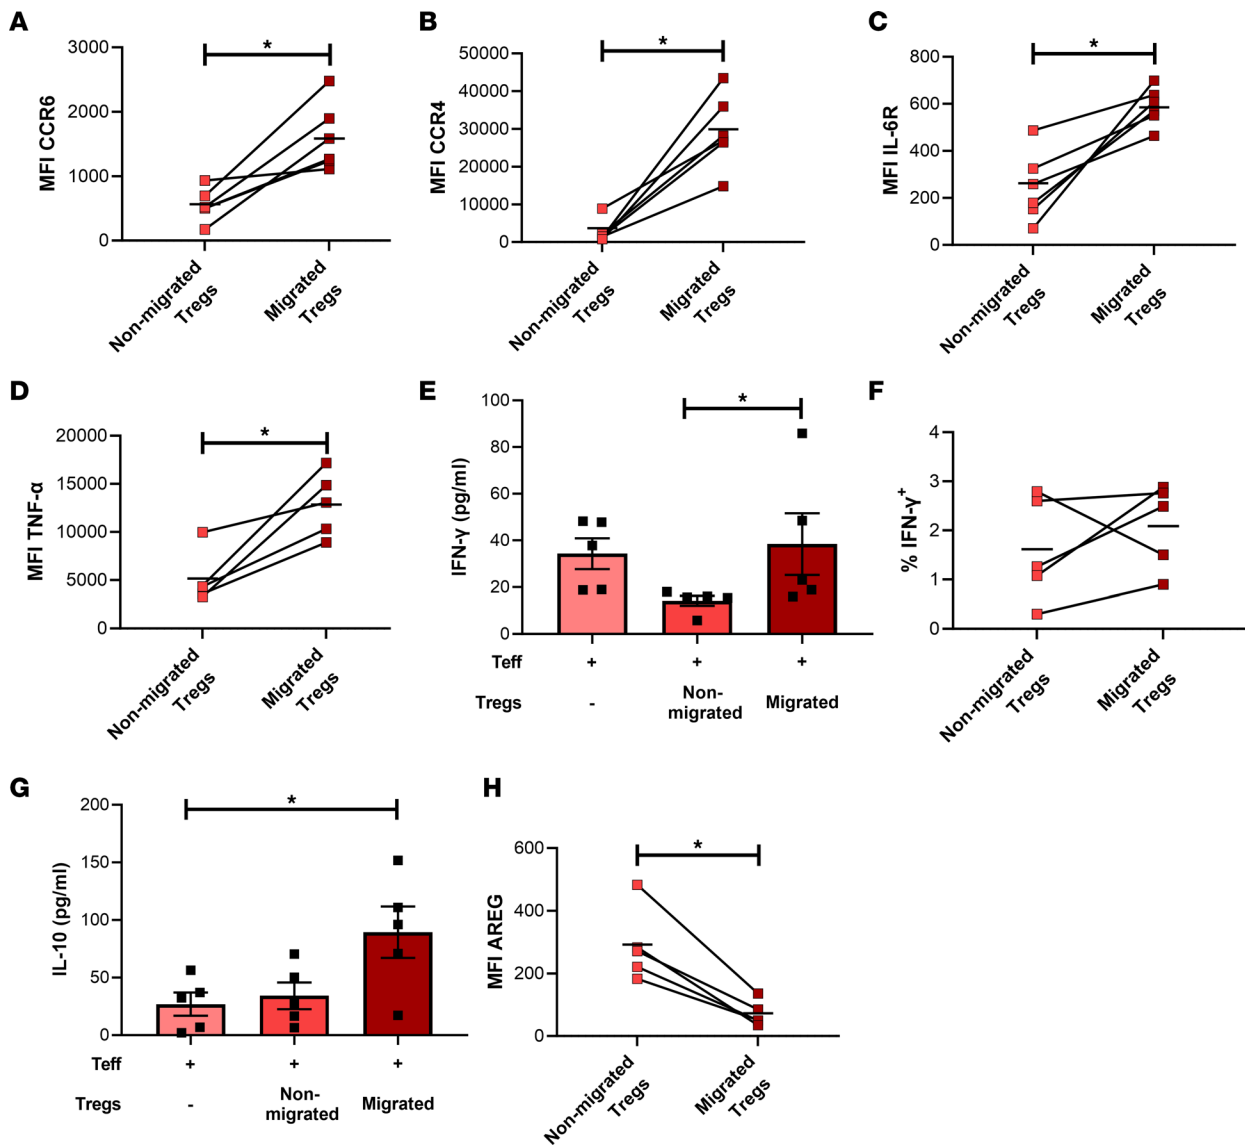 A
MFI CCR6
3000
2000
1000
0
*
Non-migrated
Tregs
Migrated
Tregs
B
MFI CCR4
50000
40000
30000
20000
10000
0
*
Non-migrated
Tregs
Migrated
Tregs
C
MFI IL-6R
800
600
400
200
0
*
Non-migrated
Tregs
Migrated
Tregs
D
MFI TNF-α
20000
15000
10000
5000
0
*
Non-migrated
Tregs
Migrated
Tregs
E
IFN-γ (pg/ml)
100
80
60
40
20
0
*
Teff + + +
Tregs - Non-migrated Migrated
F
% IFN-γ⁺
4
3
2
1
0
Non-migrated
Tregs
Migrated
Tregs
G
IL-10 (pg/ml)
200
150
100
50
0
*
Teff + + +
Tregs - Non-migrated Migrated
H
MFI AREG
600
400
200
0
*
Non-migrated
Tregs
Migrated
Tregs